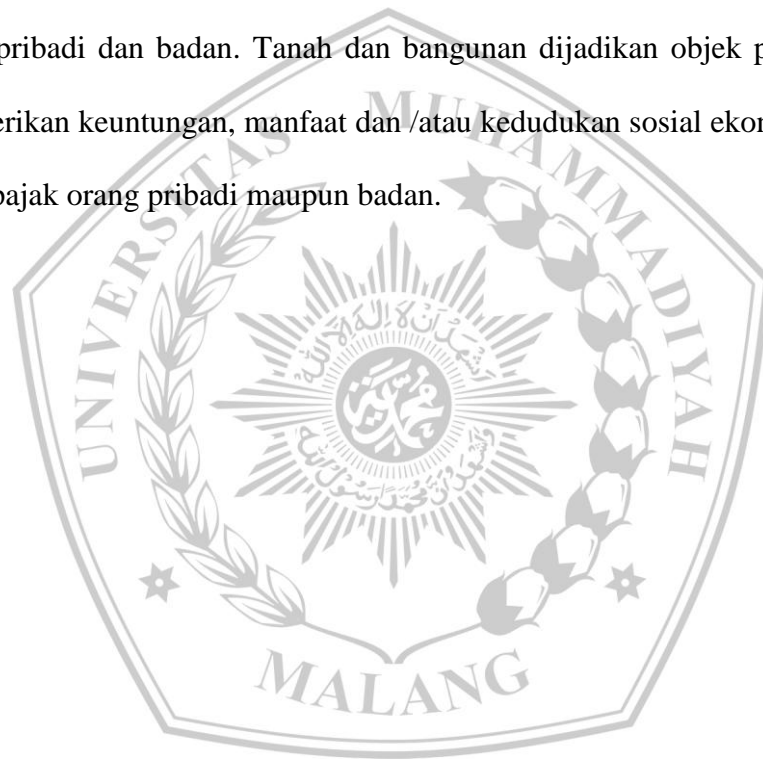 pribadi dan badan. Tanah dan bangunan dijadikan objek p
erikan keuntungan, manfaat dan /atau kedudukan sosial ekon
pajak orang pribadi maupun badan.
UNIVERSITAS MUHAMMADIYAH
MALANG